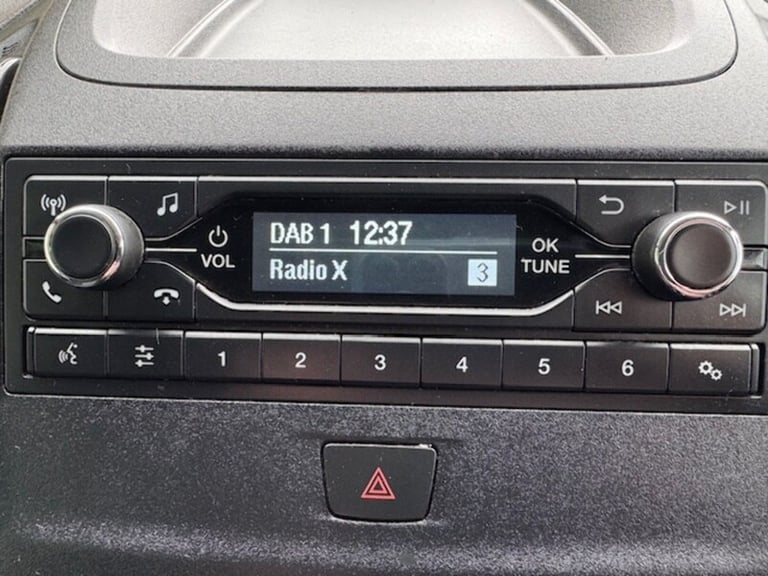 DAB 1 12:37
Radio X 3
VOL
OK
TUNE
1 2 3 4 5 6